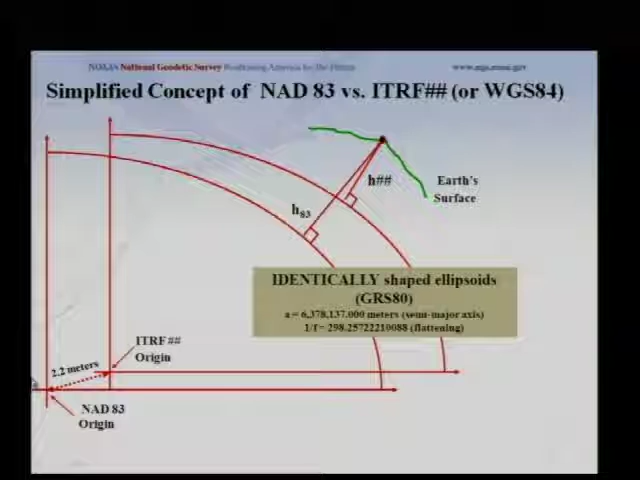 NOAA's National Geodetic Survey Positioning America for the Future
www.ngs.noaa.gov
Simplified Concept of NAD 83 vs. ITRF## (or WGS84)
h##
Earth's
Surface
h83
IDENTICALLY shaped ellipsoids
(GRS80)
a = 6,378,137.000 meters (semi-major axis)
1/f = 298.25722210088 (flattening)
ITRF ##
Origin
2.2 meters
NAD 83
Origin